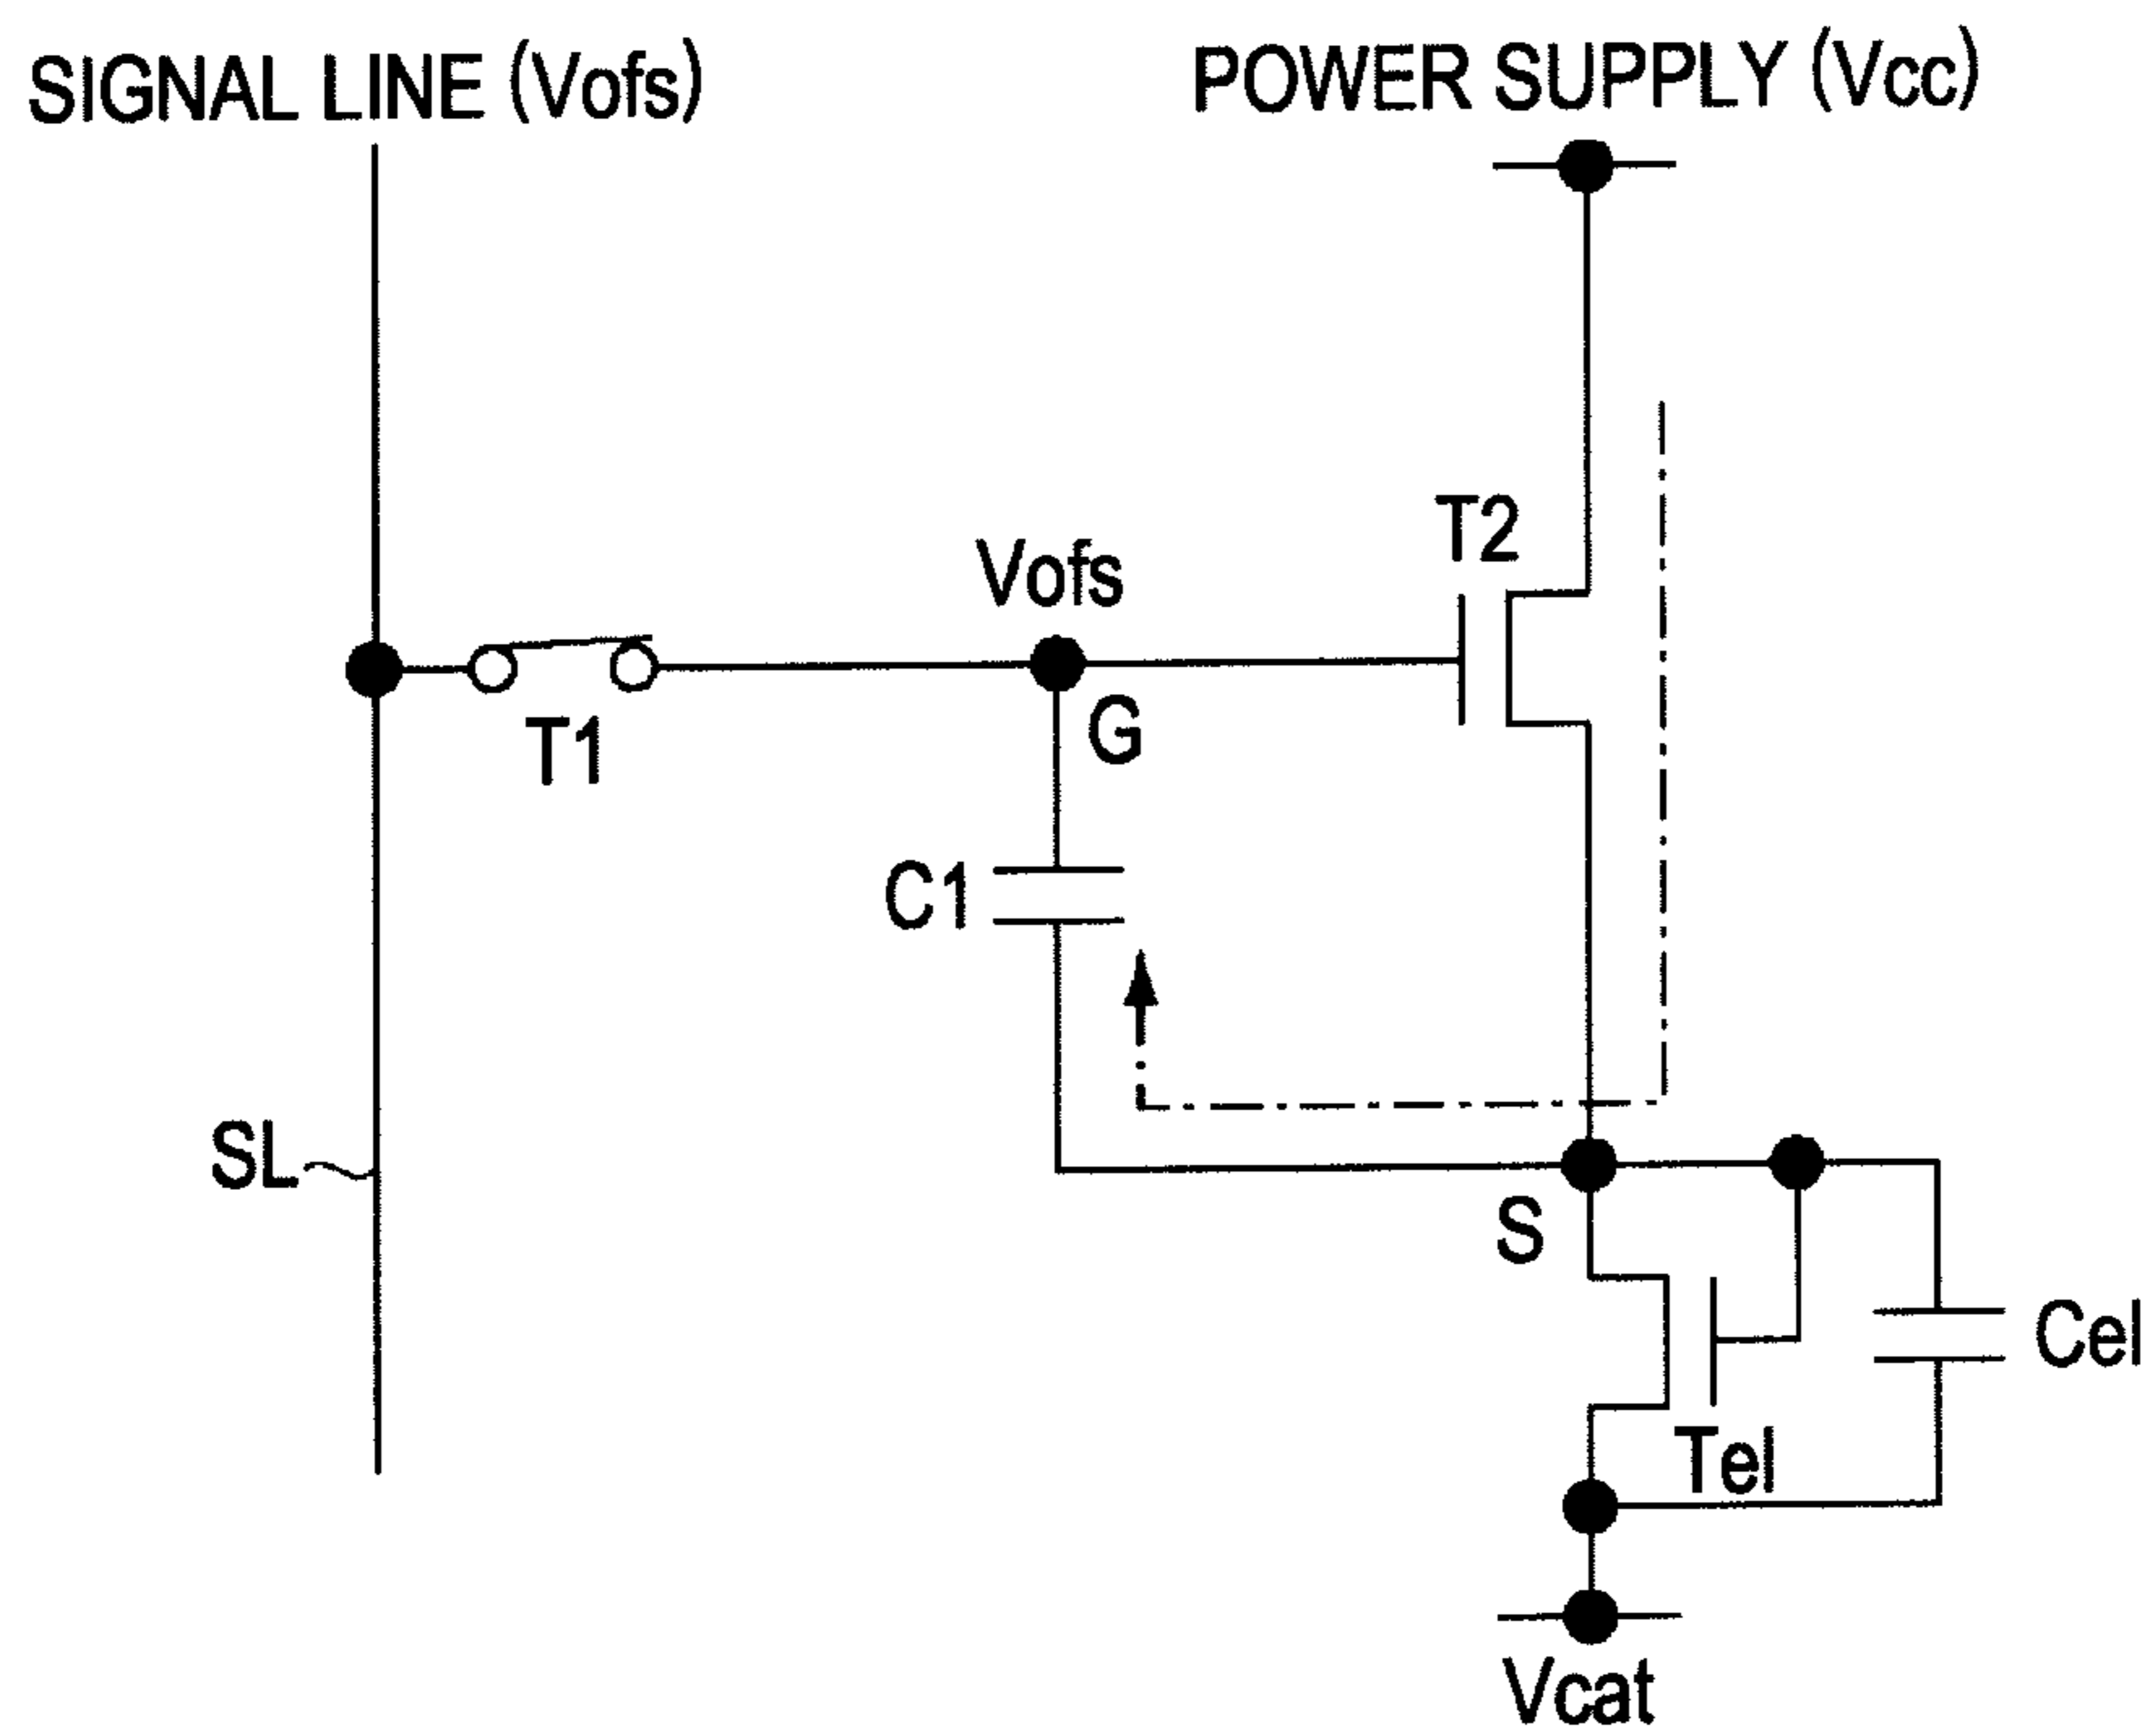 SIGNAL LINE (Vofs)
POWER SUPPLY (Vcc)
T2
Vofs
G
T1
C1
SL
S
Cel
Tel
Vcat